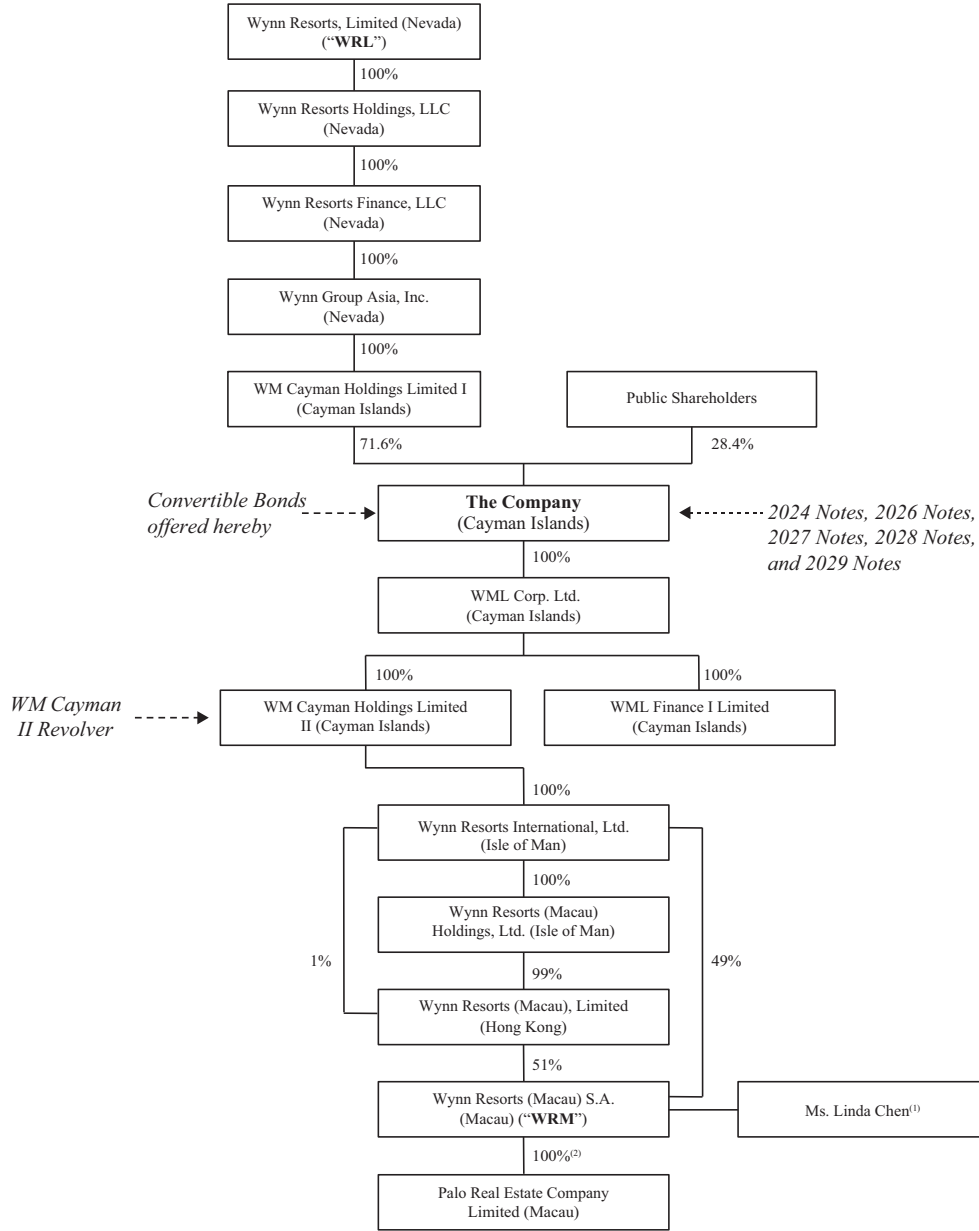 Wynn Resorts, Limited (Nevada)
(“WRL”)
100%
Wynn Resorts Holdings, LLC
(Nevada)
100%
Wynn Resorts Finance, LLC
(Nevada)
100%
Wynn Group Asia, Inc.
(Nevada)
100%
WM Cayman Holdings Limited I
(Cayman Islands)
Public Shareholders
71.6%
28.4%
Convertible Bonds
offered hereby
The Company
(Cayman Islands)
2024 Notes, 2026 Notes,
2027 Notes, 2028 Notes,
and 2029 Notes
100%
WML Corp. Ltd.
(Cayman Islands)
100%
100%
WM Cayman
II Revolver
WM Cayman Holdings Limited
II (Cayman Islands)
WML Finance I Limited
(Cayman Islands)
100%
Wynn Resorts International, Ltd.
(Isle of Man)
100%
Wynn Resorts (Macau)
Holdings, Ltd. (Isle of Man)
1%
49%
99%
Wynn Resorts (Macau), Limited
(Hong Kong)
51%
Wynn Resorts (Macau) S.A.
(Macau) (“WRM”)
Ms. Linda Chen(1)
100%(2)
Palo Real Estate Company
Limited (Macau)